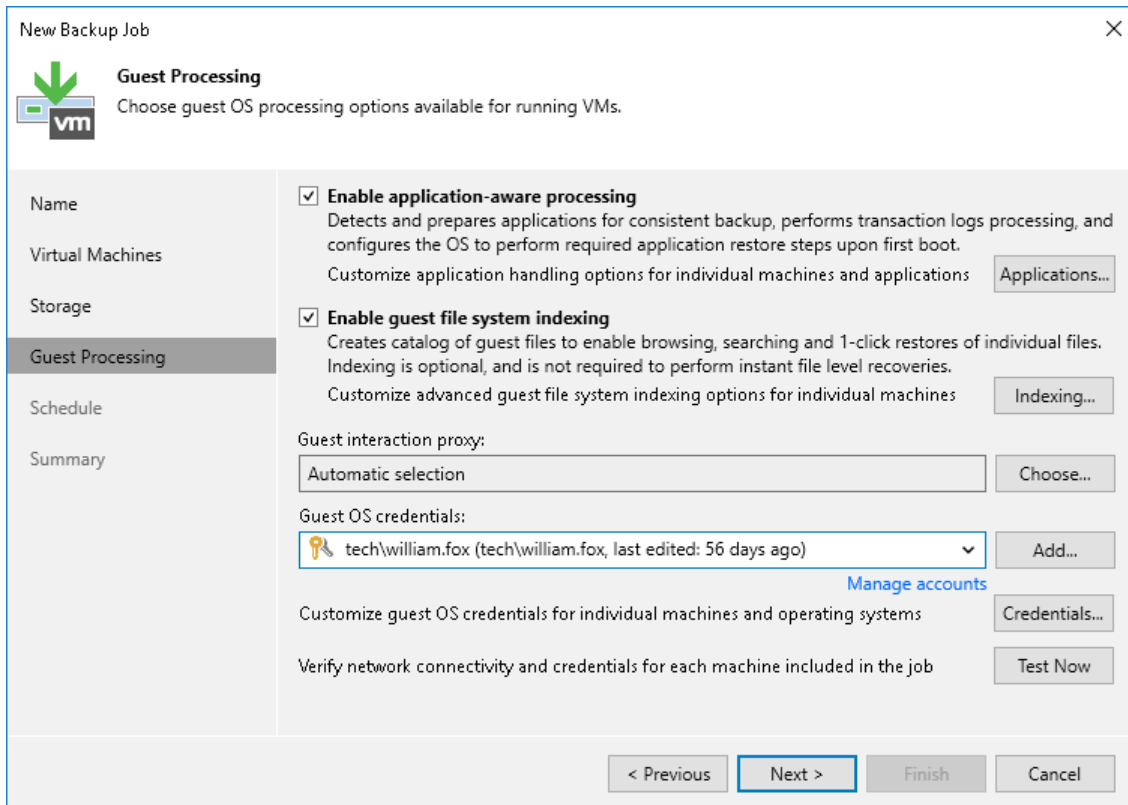 New Backup Job
Guest Processing
Choose guest OS processing options available for running VMs.
vm
Name
Virtual Machines
Storage
Guest Processing
Schedule
Summary
Enable application-aware processing
Detects and prepares applications for consistent backup, performs transaction logs processing, and
configures the OS to perform required application restore steps upon first boot.
Customize application handling options for individual machines and applications
Applications...
Enable guest file system indexing
Creates catalog of guest files to enable browsing, searching and 1-click restores of individual files.
Indexing is optional, and is not required to perform instant file level recoveries.
Customize advanced guest file system indexing options for individual machines
Indexing...
Guest interaction proxy:
Automatic selection
Choose...
Guest OS credentials:
tech\william.fox (tech\william.fox, last edited: 56 days ago)
Add...
Manage accounts
Customize guest OS credentials for individual machines and operating systems
Credentials...
Verify network connectivity and credentials for each machine included in the job
Test Now
< Previous
Next >
Finish
Cancel